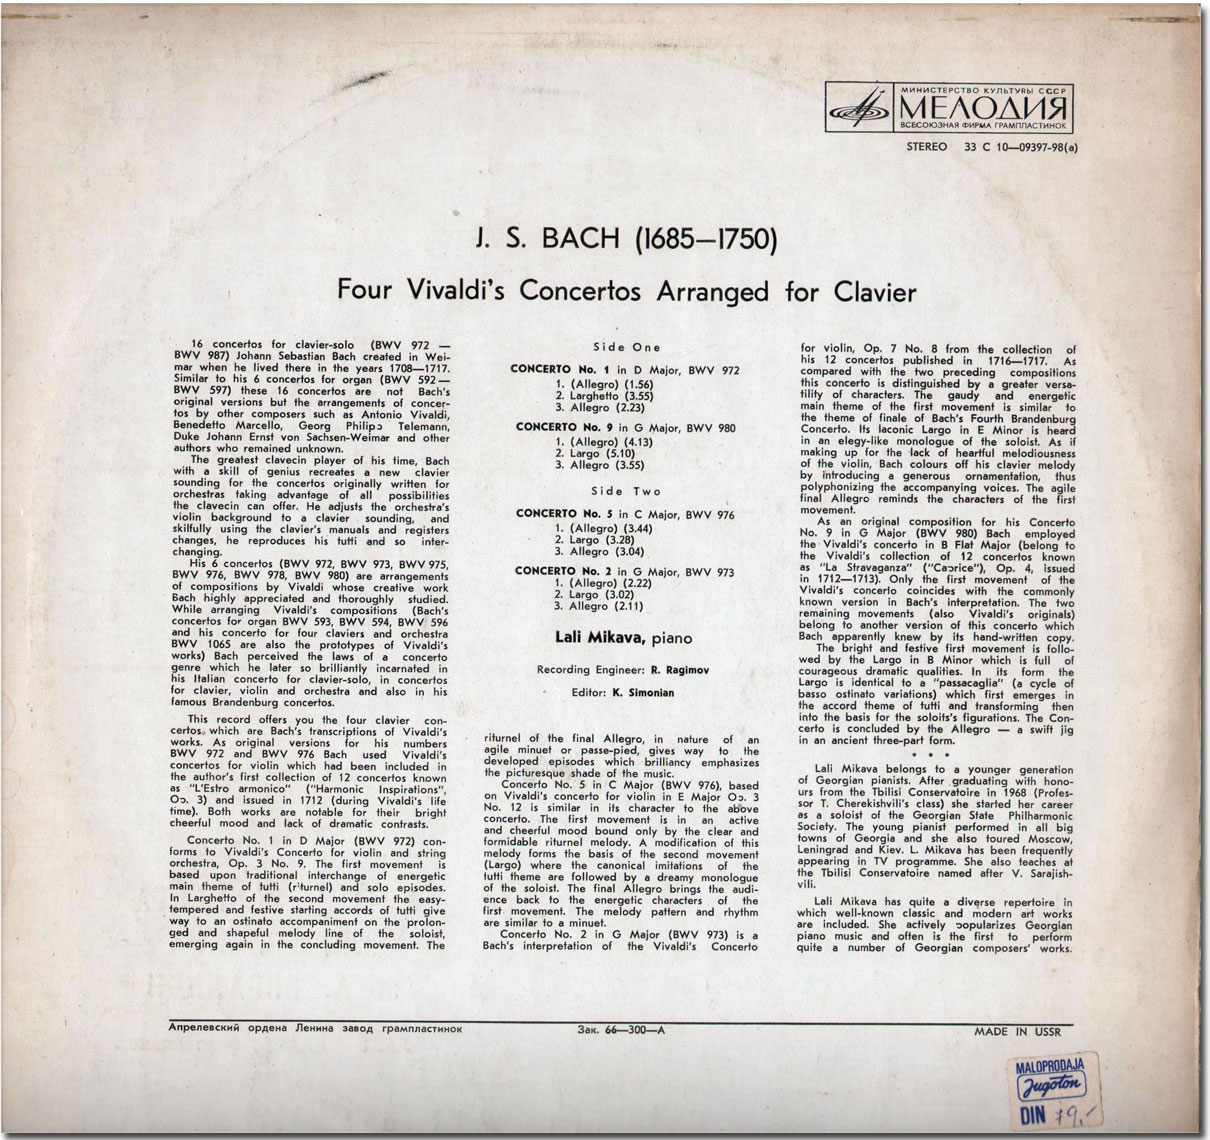 МИНИСТЕРСТВО КУЛЬТУРЫ СССР
МЕЛОДИЯ
ВСЕСОЮЗНАЯ ФИРМА ГРАМПЛАСТИНОК
STEREO 33 С 10—09397-98(а)
J. S. BACH (1685—1750)
Four Vivaldi's Concertos Arranged for Clavier
16 concertos for clavier-solo (BWV 972 —
BWV 987) Johann Sebastian Bach created in Wei-
mar when he lived there in the years 1708—1717.
Similar to his 6 concertos for organ (BWV 592 —
BWV 597) these 16 concertos are not Bach's
original versions but the arrangements of concer-
tos by other composers such as Antonio Vivaldi,
Benedetto Marcello, Georg Philipp Telemann,
Duke Johann Ernst von Sachsen-Weimar and other
authors who remained unknown.
The greatest clavecin player of his time, Bach
with a skill of genius recreates a new clavier
sounding for the concertos originally written for
orchestras taking advantage of all possibilities
the clavecin can offer. He adjusts the orchestra's
violin background to a clavier sounding, and
skilfully using the clavier's manuals and registers
changes, he reproduces his tutti and so inter-
changing.
His 6 concertos (BWV 972, BWV 973, BWV 975,
BWV 976, BWV 978, BWV 980) are arrangements
of compositions by Vivaldi whose creative work
Bach highly appreciated and thoroughly studied.
While arranging Vivaldi's compositions (Bach's
concertos for organ BWV 593, BWV 594, BWV 596
and his concerto for four claviers and orchestra
BWV 1065 are also the prototypes of Vivaldi's
works) Bach perceived the laws of a concerto
genre which he later so brilliantly incarnated in
his Italian concerto for clavier-solo, in concertos
for clavier, violin and orchestra and also in his
famous Brandenburg concertos.
This record offers you the four clavier con-
certos which are Bach's transcriptions of Vivaldi's
works. As original versions for his numbers
BWV 972 and BWV 976 Bach used Vivaldi's
concertos for violin which had been included in
the author's first collection of 12 concertos known
as "L'Estro armonico" ("Harmonic Inspirations",
Op. 3) and issued in 1712 (during Vivaldi's life
time). Both works are notable for their bright
cheerful mood and lack of dramatic contrasts.
Concerto No. 1 in D Major (BWV 972) con-
forms to Vivaldi's Concerto for violin and string
orchestra, Op. 3 No. 9. The first movement is
based upon traditional interchange of energetic
main theme of tutti (riturnel) and solo episodes.
In Larghetto of the second movement the easy-
tempered and festive starting accords of tutti give
way to an ostinato accompaniment on the prolon-
ged and shapeful melody line of the soloist,
emerging again in the concluding movement. The
Side One
CONCERTO No. 1 in D Major, BWV 972
1. (Allegro) (1.56)
2. Larghetto (3.55)
3. Allegro (2.23)
CONCERTO No. 9 in G Major, BWV 980
1. (Allegro) (4.13)
2. Largo (5.10)
3. Allegro (3.55)
Side Two
CONCERTO No. 5 in C Major, BWV 976
1. (Allegro) (3.44)
2. Largo (3.28)
3. Allegro (3.04)
CONCERTO No. 2 in G Major, BWV 973
1. (Allegro) (2.22)
2. Largo (3.02)
3. Allegro (2.11)
Lali Mikava, piano
Recording Engineer: R. Ragimov
Editor: K. Simonian
riturnel of the final Allegro, in nature of an
agile minuet or passe-pied, gives way to the
developed episodes which brilliancy emphasizes
the picturesque shade of the music.
Concerto No. 5 in C Major (BWV 976), based
on Vivaldi's concerto for violin in E Major Op. 3
No. 12 is similar in its character to the above
concerto. The first movement is in an active
and cheerful mood bound only by the clear and
formidable riturnel melody. A modification of this
melody forms the basis of the second movement
(Largo) where the canonical imitations of the
tutti theme are followed by a dreamy monologue
of the soloist. The final Allegro brings the audi-
ence back to the energetic characters of the
first movement. The melody pattern and rhythm
are similar to a minuet.
Concerto No. 2 in G Major (BWV 973) is a
Bach's interpretation of the Vivaldi's Concerto
for violin, Op. 7 No. 8 from the collection of
his 12 concertos published in 1716—1717. As
compared with the two preceding compositions
this concerto is distinguished by a greater versa-
tility of characters. The gaudy and energetic
main theme of the first movement is similar to
the theme of finale of Bach's Fourth Brandenburg
Concerto. Its laconic Largo in E Minor is heard
in an elegy-like monologue of the soloist. As if
making up for the lack of heartful melodiousness
of the violin, Bach colours off his clavier melody
by introducing a generous ornamentation, thus
polyphonizing the accompanying voices. The agile
final Allegro reminds the characters of the first
movement.
As an original composition for his Concerto
No. 9 in G Major (BWV 980) Bach employed
the Vivaldi's concerto in B Flat Major (belong to
the Vivaldi's collection of 12 concertos known
as "La Stravaganza" ("Caprice"), Op. 4, issued
in 1712—1713). Only the first movement of the
Vivaldi's concerto coincides with the commonly
known version in Bach's interpretation. The two
remaining movements (also Vivaldi's originals)
belong to another version of this concerto which
Bach apparently knew by its hand-written copy.
The bright and festive first movement is follo-
wed by the Largo in B Minor which is full of
courageous dramatic qualities. In its form the
Largo is identical to a "passacaglia" (a cycle of
basso ostinato variations) which first emerges in
the accord theme of tutti and transforming then
into the basis for the soloits's figurations. The Con-
certo is concluded by the Allegro — a swift jig
in an ancient three-part form.
* * *
Lali Mikava belongs to a younger generation
of Georgian pianists. After graduating with hono-
urs from the Tbilisi Conservatoire in 1968 (Profes-
sor T. Cherekishvili's class) she started her career
as a soloist of the Georgian State Philharmonic
Society. The young pianist performed in all big
towns of Georgia and she also toured Moscow,
Leningrad and Kiev. L. Mikava has been frequently
appearing in TV programme. She also teaches at
the Tbilisi Conservatoire named after V. Sarajish-
vili.
Lali Mikava has quite a diverse repertoire in
which well-known classic and modern art works
are included. She actively popularizes Georgian
piano music and often is the first to perform
quite a number of Georgian composers' works.
Апрелевский ордена Ленина завод грампластинок
Зак. 66—300—А
MADE IN USSR
MALOPRODAJA
Jugoton
DIN 79,-